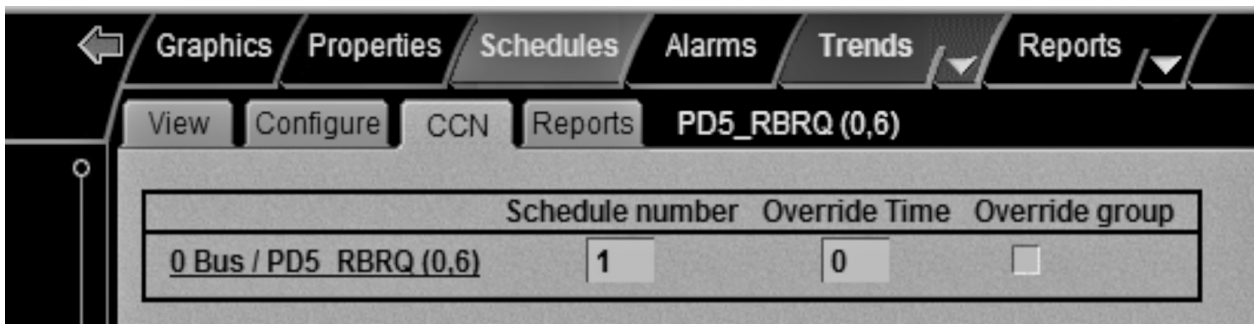 Graphics Properties Schedules Alarms Trends Reports
View Configure CCN Reports PD5_RBRQ (0,6)
Schedule number Override Time Override group
0 Bus / PD5_RBRQ (0,6) 1 0